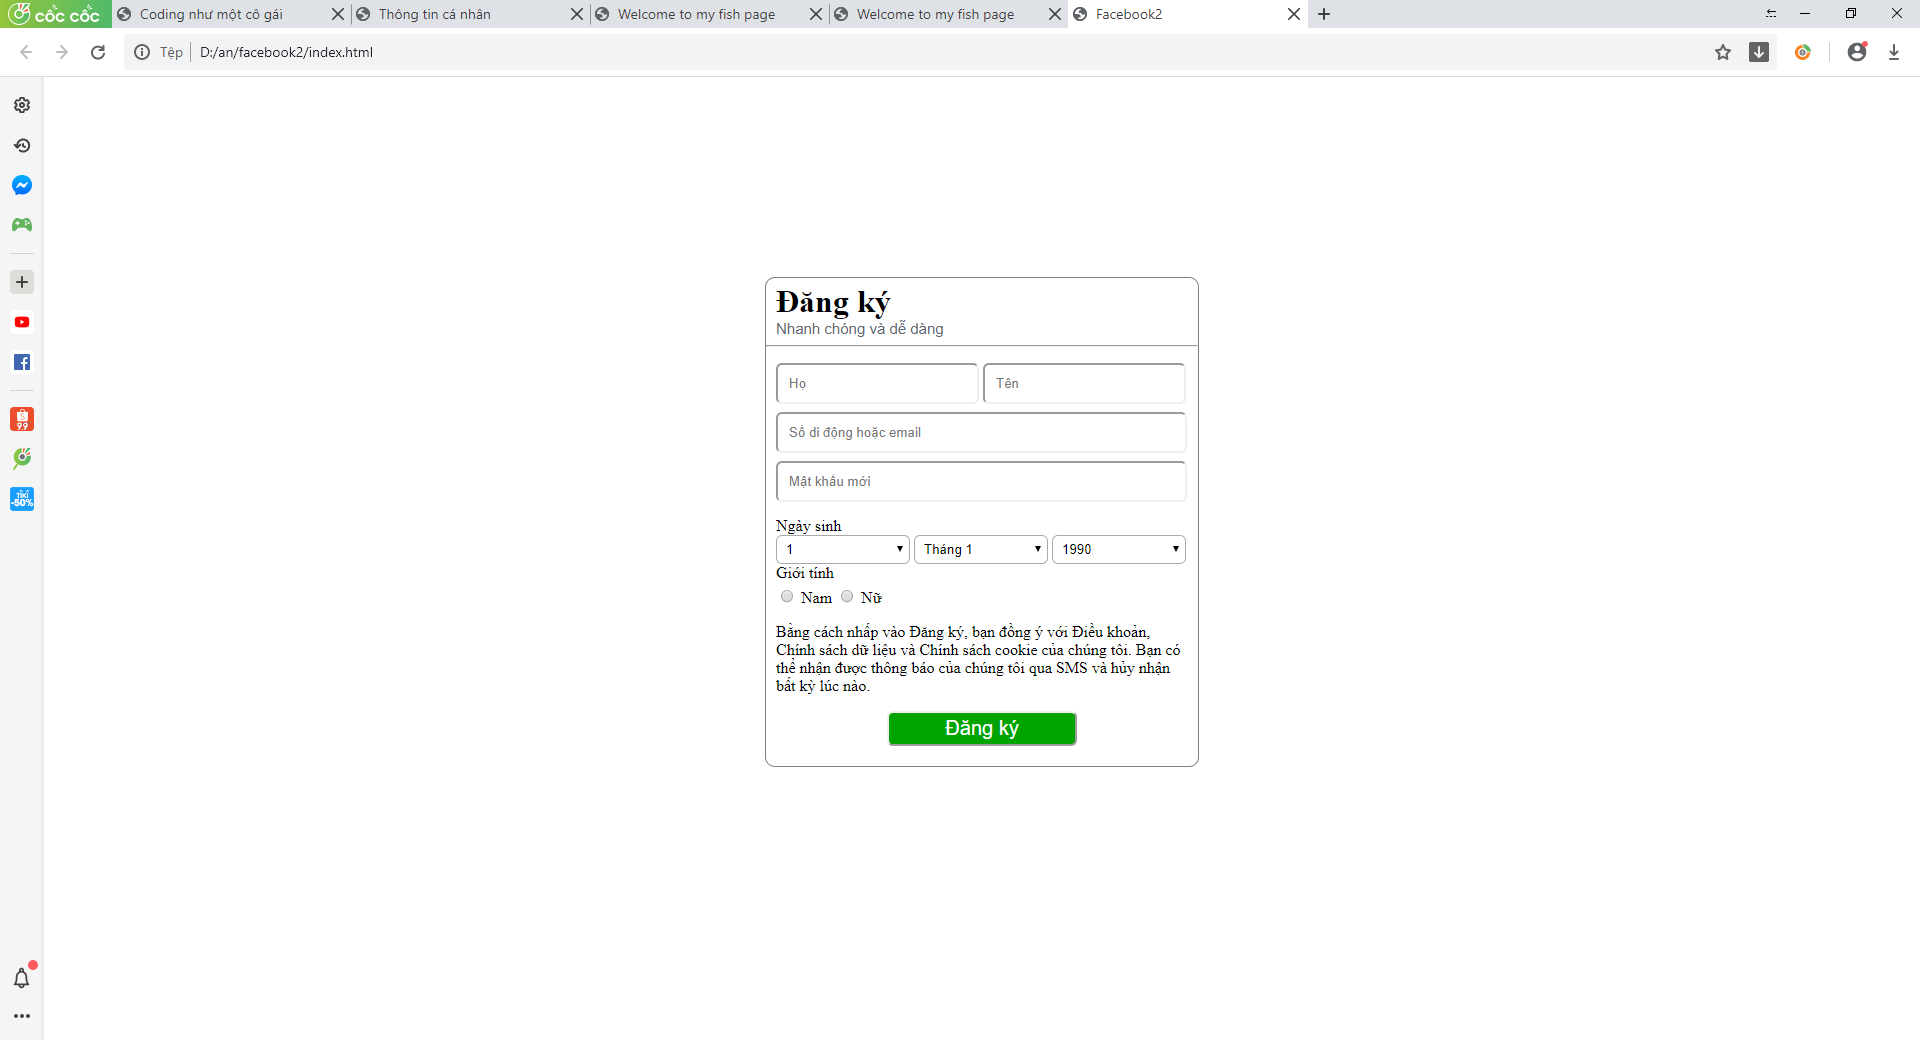 cốc cốc
Coding như một cô gái
Thông tin cá nhân
Welcome to my fish page
Welcome to my fish page
Facebook2
Tệp
D:/an/facebook2/index.html
S
9.9
TIKI
-50%
Đăng ký
Nhanh chóng và dễ dàng
Họ
Tên
Số di động hoặc email
Mật khẩu mới
Ngày sinh
1
Tháng 1
1990
Giới tính
Nam
Nữ
Bằng cách nhấp vào Đăng ký, bạn đồng ý với Điều khoản,
Chính sách dữ liệu và Chính sách cookie của chúng tôi. Bạn có
thể nhận được thông báo của chúng tôi qua SMS và hủy nhận
bất kỳ lúc nào.
Đăng ký